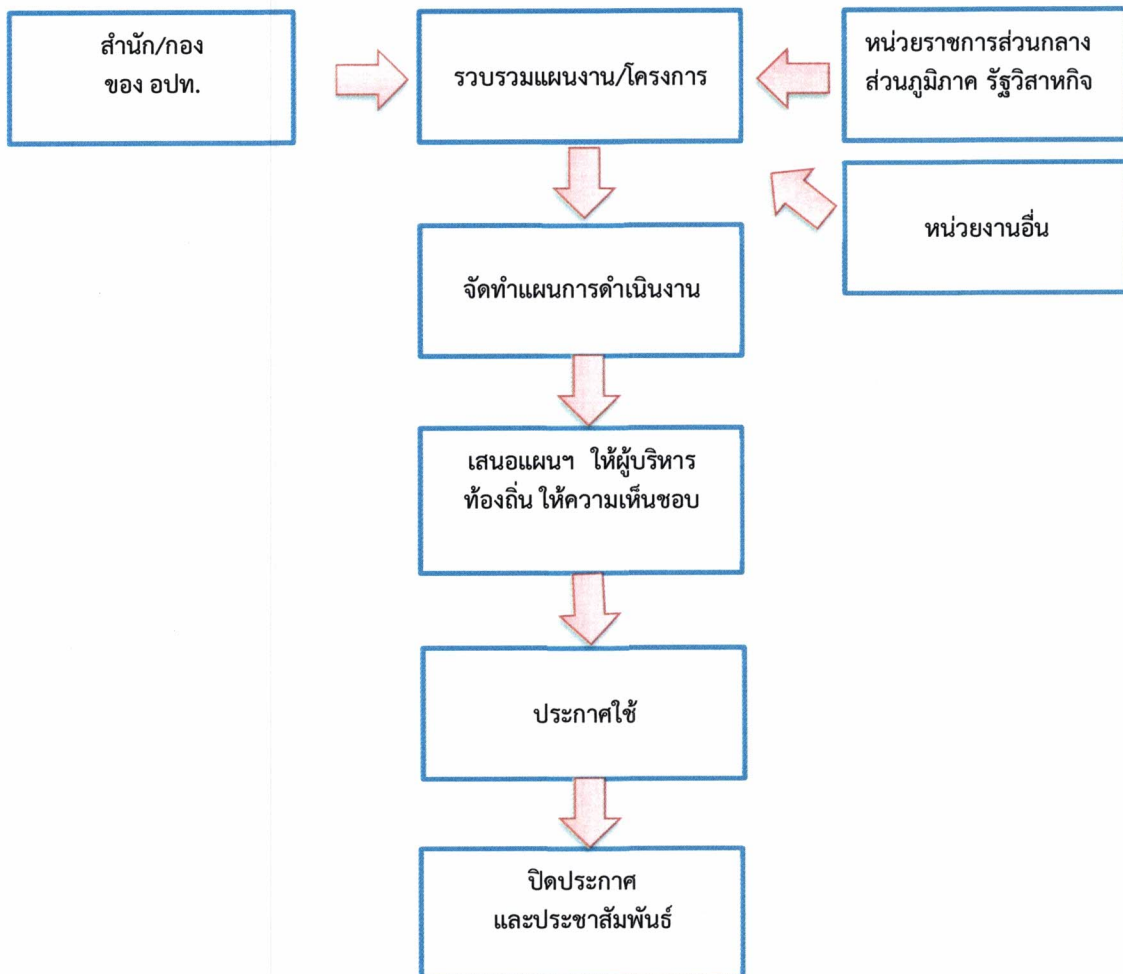 สำนัก/กอง
ของ อปท.
รวบรวมแผนงาน/โครงการ
หน่วยราชการส่วนกลาง
ส่วนภูมิภาค รัฐวิสาหกิจ
หน่วยงานอื่น
จัดทำแผนการดำเนินงาน
เสนอแผนฯ ให้ผู้บริหาร
ท้องถิ่น ให้ความเห็นชอบ
ประกาศใช้
ปิดประกาศ
และประชาสัมพันธ์